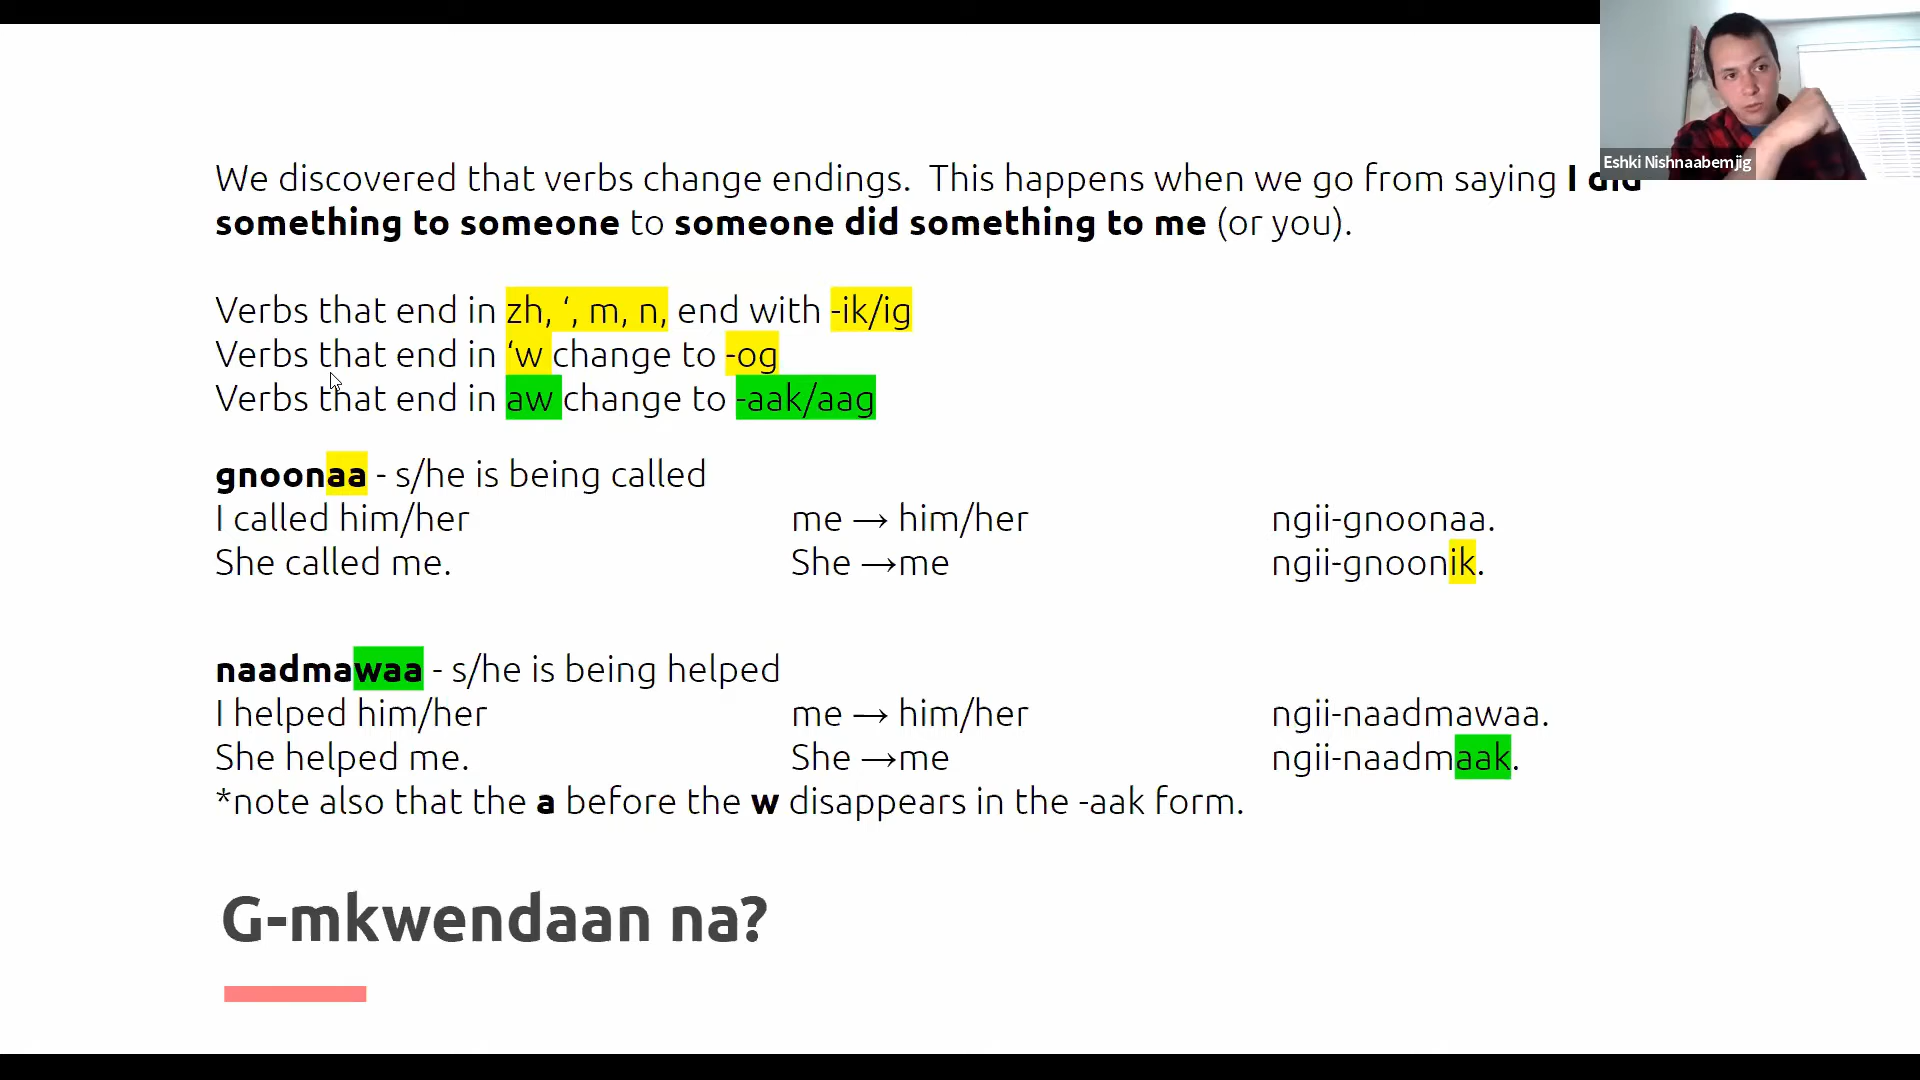 We discovered that verbs change endings.  This happens when we go from saying I did
something to someone to someone did something to me (or you).
Verbs that end in zh, ‘, m, n, end with -ik/ig
Verbs that end in ‘w change to -og
Verbs that end in aw change to -aak/aag
gnoonaa - s/he is being called
I called him/her me → him/her ngii-gnoonaa.
She called me. She →me ngii-gnoonik.
naadmawaa - s/he is being helped
I helped him/her me → him/her ngii-naadmawaa.
She helped me. She →me ngii-naadmaak.
*note also that the a before the w disappears in the -aak form.
G-mkwendaan na?
Eshki Nishnaabemjig